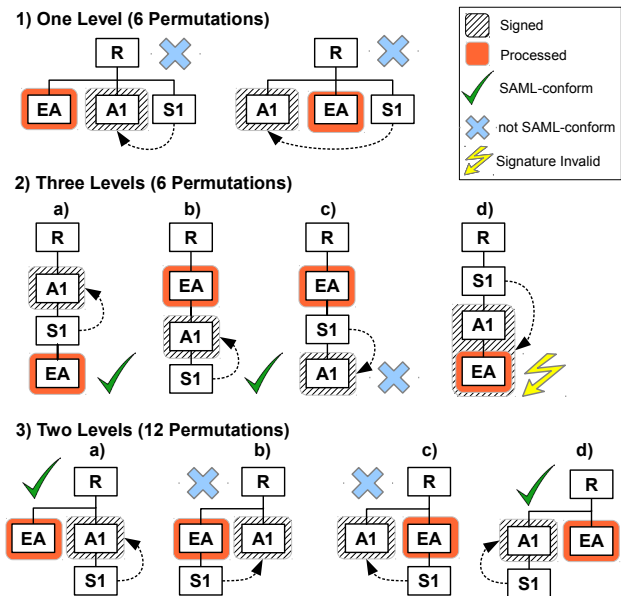 1) One Level (6 Permutations)
R
EA A1 S1
R
A1 EA S1
Signed
Processed
SAML-conform
not SAML-conform
Signature Invalid
2) Three Levels (6 Permutations)
a) b) c) d)
R R R R
A1 EA EA S1
S1 A1 S1 A1
EA S1 A1 EA
3) Two Levels (12 Permutations)
a) b) c) d)
R R R R
EA A1 EA A1 A1 EA A1 EA
S1 S1 S1 S1